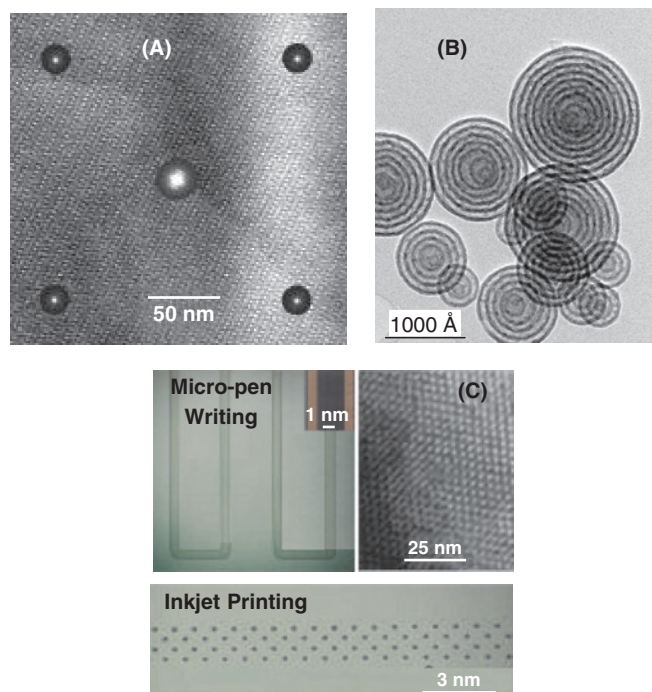 (A)
50 nm
(B)
1000 Å
Micro-pen
Writing
1 nm
(C)
25 nm
Inkjet Printing
3 nm